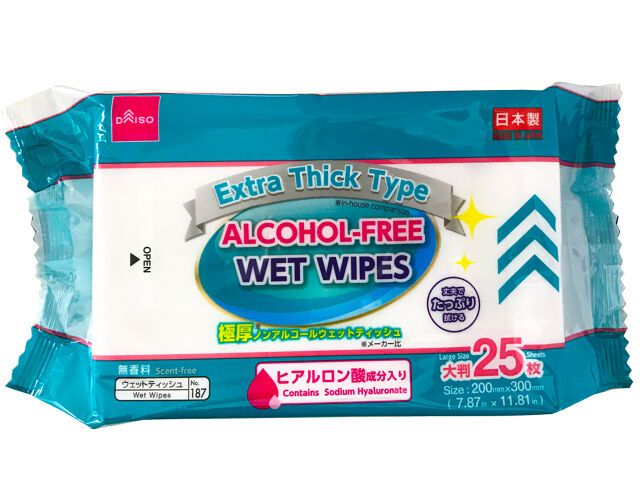 DAISO
日本製
Extra Thick Type
※In-house comparison
ALCOHOL-FREE
WET WIPES
OPEN
丈夫で
たっぷり
拭ける
極厚※ノンアルコールウェットティッシュ
※メーカー比
無香料 Scent-free
ウェットティッシュ
Wet Wipes
No.
187
ヒアルロン酸成分入り
Contains Sodium Hyaluronate
Large Size Sheets
大判25枚
Size : 200mm×300mm
( 7.87in × 11.81in )